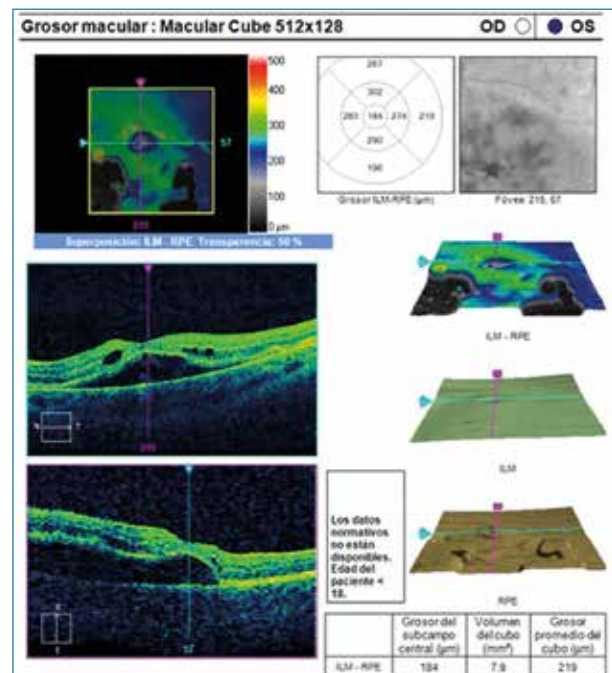 Grosor macular : Macular Cube 512x128
OD
OS
500
400
300
200
100
0 µm
57
Superposición: ILM - RPE Transparencia: 50 %
287
302
283
184
274
219
290
190
Grosor ILM-RPE (µm)
Fóvea: 218, 67
ILM - RPE
ILM
RPE
Los datos
normativos
no están
disponibles.
Edad del
paciente <
18.
Grosor del
subcampo
central (µm)
Volumen
del cubo
(mm³)
Grosor
promedio del
cubo (µm)
ILM - RPE
184
7.9
219